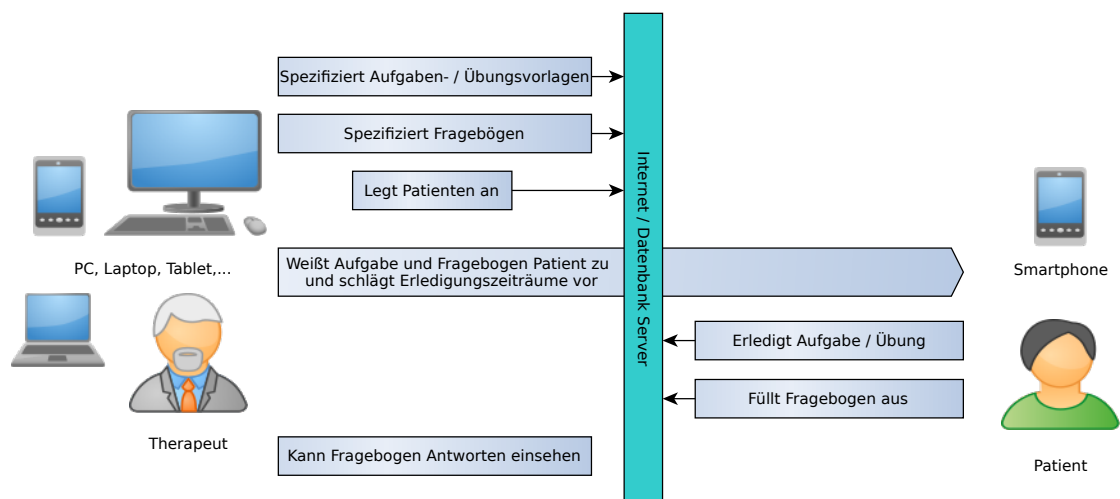 Spezifiziert Aufgaben- / Übungsvorlagen
Spezifiziert Fragebögen
Legt Patienten an
PC, Laptop, Tablet,...
Weißt Aufgabe und Fragebogen Patient zu
und schlägt Erledigungszeiträume vor
Internet / Datenbank Server
Smartphone
Erledigt Aufgabe / Übung
Füllt Fragebogen aus
Therapeut
Kann Fragebogen Antworten einsehen
Patient